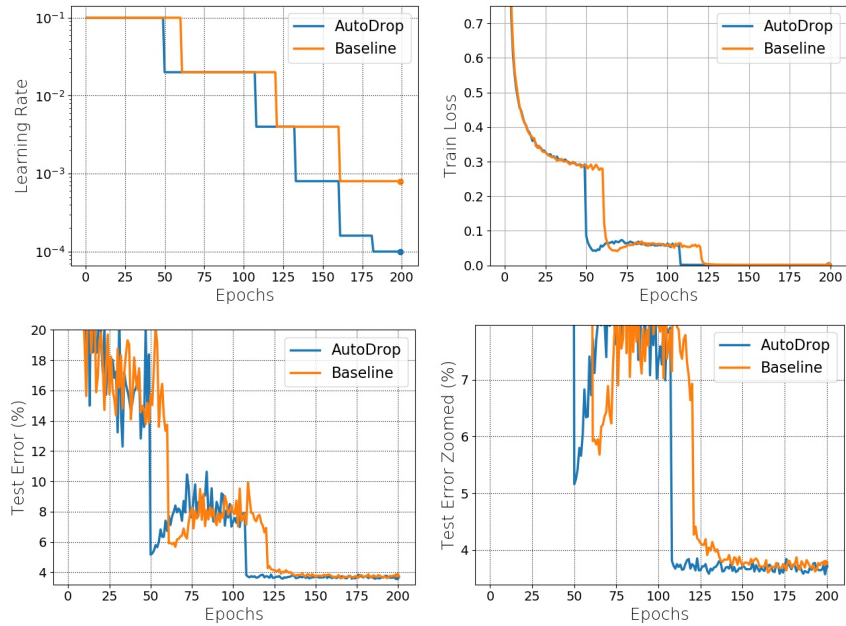 AutoDrop
Baseline
10⁻¹
10⁻²
10⁻³
10⁻⁴
Learning Rate
0 25 50 75 100 125 150 175 200
Epochs
AutoDrop
Baseline
0.7
0.6
0.5
0.4
0.3
0.2
0.1
0.0
Train Loss
0 25 50 75 100 125 150 175 200
Epochs
AutoDrop
Baseline
20
18
16
14
12
10
8
6
4
Test Error (%)
0 25 50 75 100 125 150 175 200
Epochs
AutoDrop
Baseline
7
6
5
4
Test Error Zoomed (%)
0 25 50 75 100 125 150 175 200
Epochs